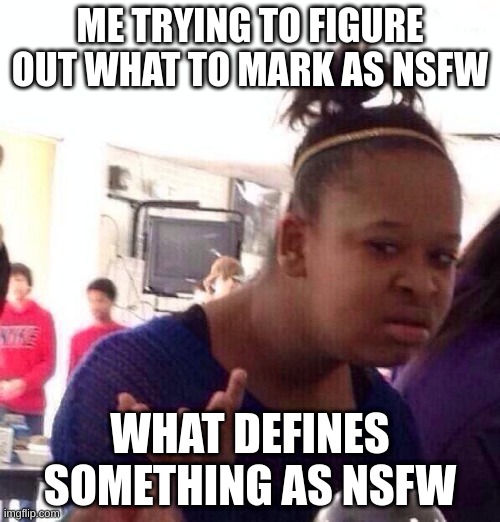 ME TRYING TO FIGURE
OUT WHAT TO MARK AS NSFW
WHAT DEFINES
SOMETHING AS NSFW
imgflip.com